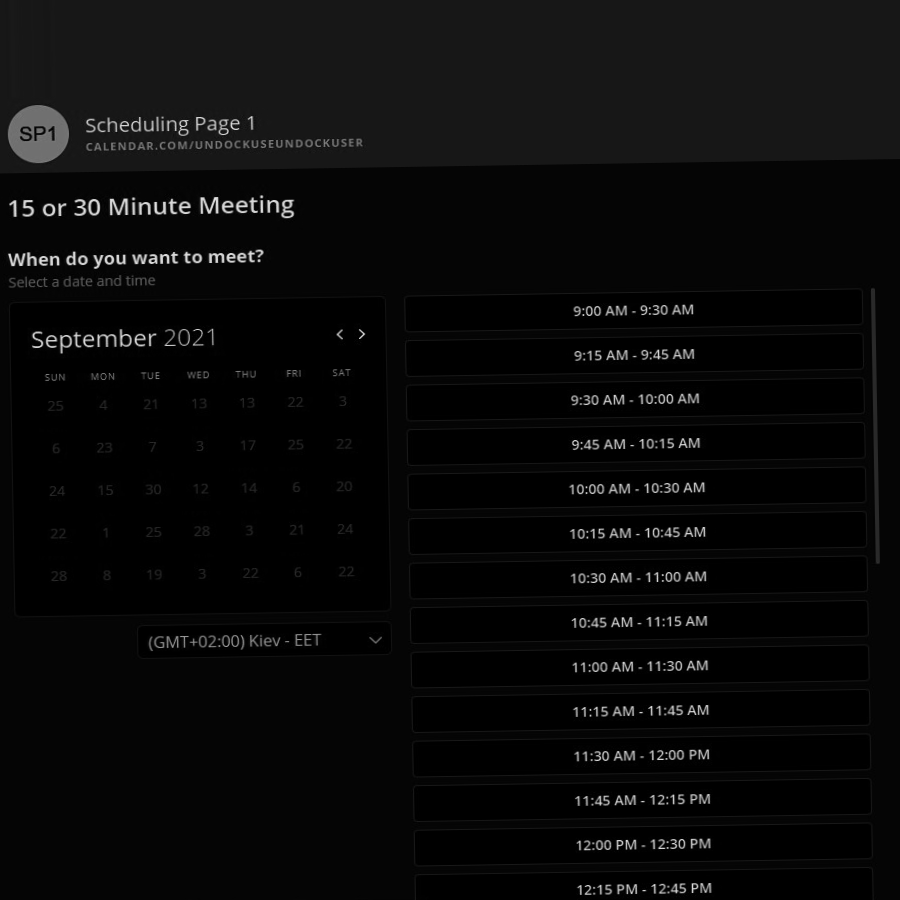 SP1
Scheduling Page 1
CALENDAR.COM/UNDOCKUSEUNDOCKUSER
15 or 30 Minute Meeting
When do you want to meet?
Select a date and time
September 2021
SUN MON TUE WED THU FRI SAT
25 4 21 13 13 22 3
6 23 7 3 17 25 22
24 15 30 12 14 6 20
22 1 25 28 3 21 24
28 8 19 3 22 6 22
(GMT+02:00) Kiev - EET
9:00 AM - 9:30 AM
9:15 AM - 9:45 AM
9:30 AM - 10:00 AM
9:45 AM - 10:15 AM
10:00 AM - 10:30 AM
10:15 AM - 10:45 AM
10:30 AM - 11:00 AM
10:45 AM - 11:15 AM
11:00 AM - 11:30 AM
11:15 AM - 11:45 AM
11:30 AM - 12:00 PM
11:45 AM - 12:15 PM
12:00 PM - 12:30 PM
12:15 PM - 12:45 PM